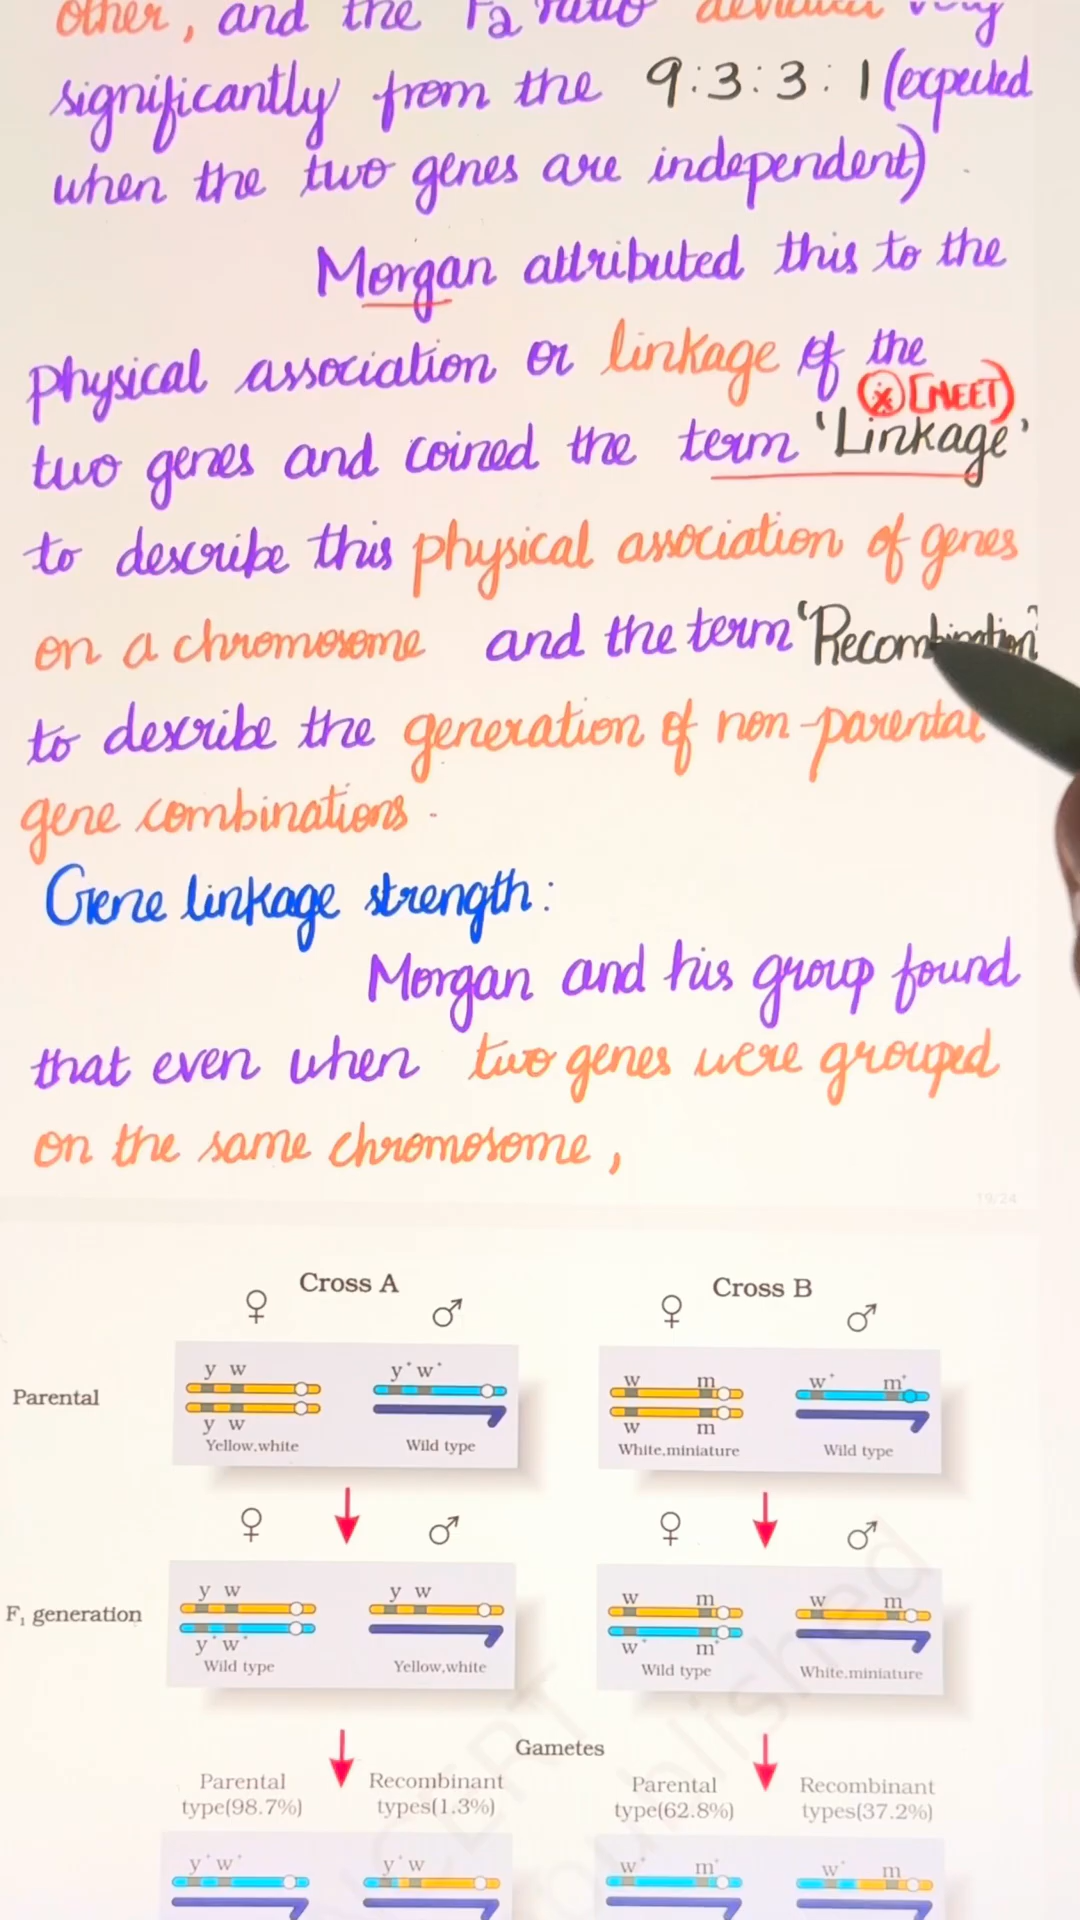 other, and the F2 ratio deviated very
significantly from the 9:3:3:1 (expected
when the two genes are independent)
Morgan attributed this to the
physical association or linkage of the
(NEET)
two genes and coined the term 'Linkage'
to describe this physical association of genes
on a chromosome and the term 'Recombination'
to describe the generation of non-parental
gene combinations.
Gene linkage strength:
Morgan and his group found
that even when two genes were grouped
on the same chromosome,
19/24
Cross A Cross B
♀ ♂ ♀ ♂
y w y⁺ w⁺ w m w⁺ m⁺
Parental
y w w m
Yellow,white Wild type White,miniature Wild type
♀ ♂ ♀ ♂
y w y w w m w m
F₁ generation
y⁺ w⁺ w⁺ m⁺
Wild type Yellow,white Wild type White,miniature
Gametes
Parental Recombinant Parental Recombinant
type(98.7%) types(1.3%) type(62.8%) types(37.2%)
y⁺ w⁺ y⁺ w w⁺ m⁺ w⁺ m